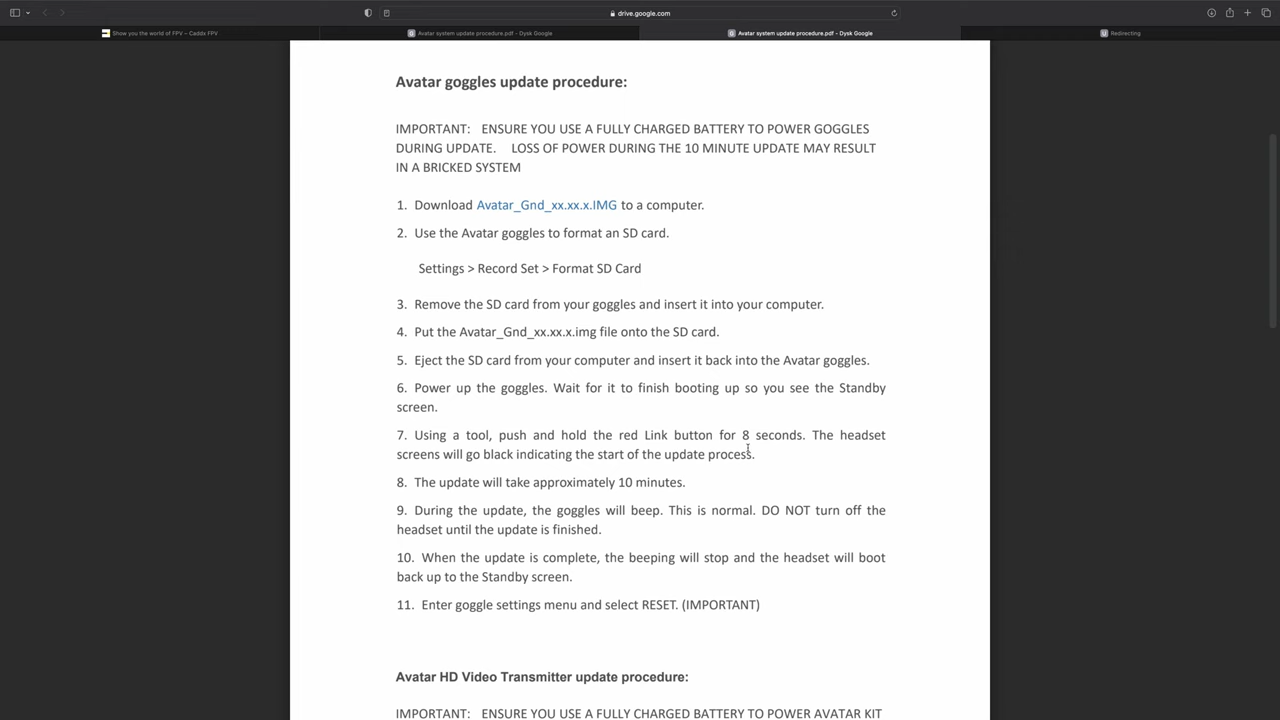 drive.google.com
Show you the world of FPV – Caddx FPV
Avatar system update procedure.pdf - Dysk Google
Avatar system update procedure.pdf - Dysk Google
Redirecting
Avatar goggles update procedure:
IMPORTANT: ENSURE YOU USE A FULLY CHARGED BATTERY TO POWER GOGGLES
DURING UPDATE. LOSS OF POWER DURING THE 10 MINUTE UPDATE MAY RESULT
IN A BRICKED SYSTEM
1. Download Avatar_Gnd_xx.xx.x.IMG to a computer.
2. Use the Avatar goggles to format an SD card.
Settings > Record Set > Format SD Card
3. Remove the SD card from your goggles and insert it into your computer.
4. Put the Avatar_Gnd_xx.xx.x.img file onto the SD card.
5. Eject the SD card from your computer and insert it back into the Avatar goggles.
6. Power up the goggles. Wait for it to finish booting up so you see the Standby
screen.
7. Using a tool, push and hold the red Link button for 8 seconds. The headset
screens will go black indicating the start of the update process.
8. The update will take approximately 10 minutes.
9. During the update, the goggles will beep. This is normal. DO NOT turn off the
headset until the update is finished.
10. When the update is complete, the beeping will stop and the headset will boot
back up to the Standby screen.
11. Enter goggle settings menu and select RESET. (IMPORTANT)
Avatar HD Video Transmitter update procedure:
IMPORTANT: ENSURE YOU USE A FULLY CHARGED BATTERY TO POWER AVATAR KIT